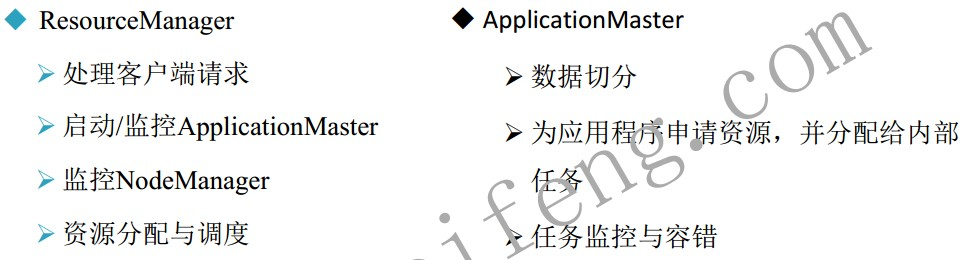 ResourceManager
处理客户端请求
启动/监控ApplicationMaster
监控NodeManager
资源分配与调度
ApplicationMaster
数据切分
为应用程序申请资源，并分配给内部
任务
任务监控与容错
ifeng.com